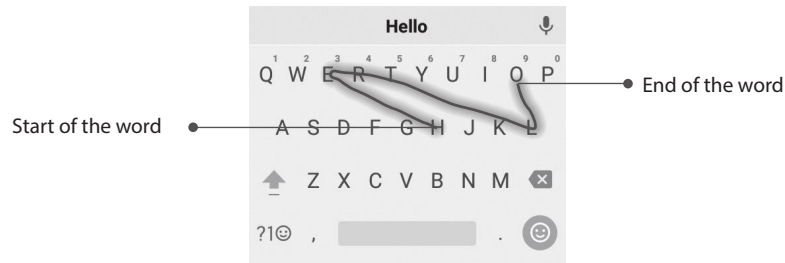 Hello
1 2 3 4 5 6 7 8 9 0
Q W E R T Y U I O P
End of the word
Start of the word
A S D F G H J K L
Z X C V B N M
?1☺ , .